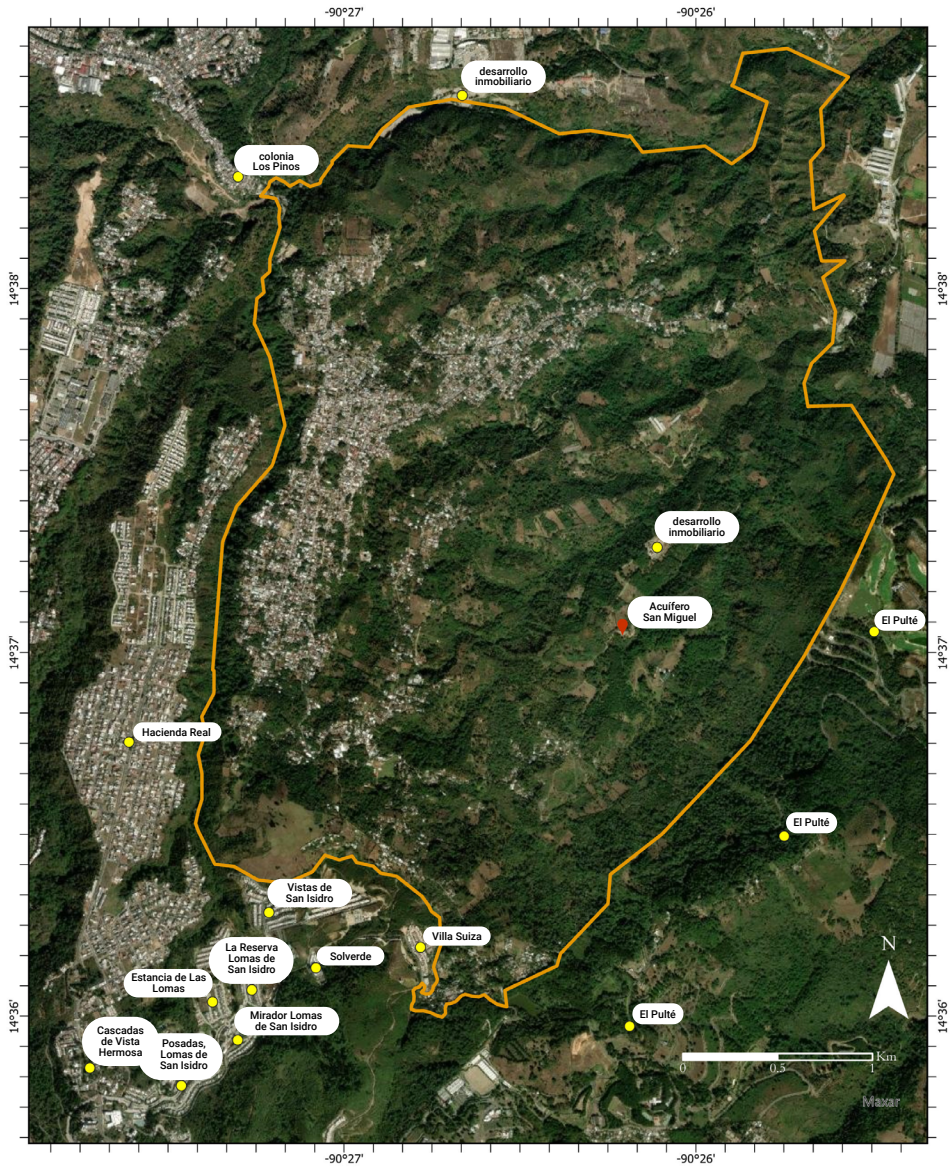 -90°27'
-90°26'
desarrollo
inmobiliario
colonia
Los Pinos
14°38'
14°38'
desarrollo
inmobiliario
Acuífero
San Miguel
El Pulté
14°37'
14°37'
Hacienda Real
El Pulté
Vistas de
San Isidro
Villa Suiza
La Reserva
Lomas de
San Isidro
Solverde
Estancia de Las
Lomas
N
14°36'
14°36'
Mirador Lomas
de San Isidro
El Pulté
Cascadas
de Vista
Hermosa
Posadas,
Lomas de
San Isidro
Km
0
0.5
1
Maxar
-90°27'
-90°26'